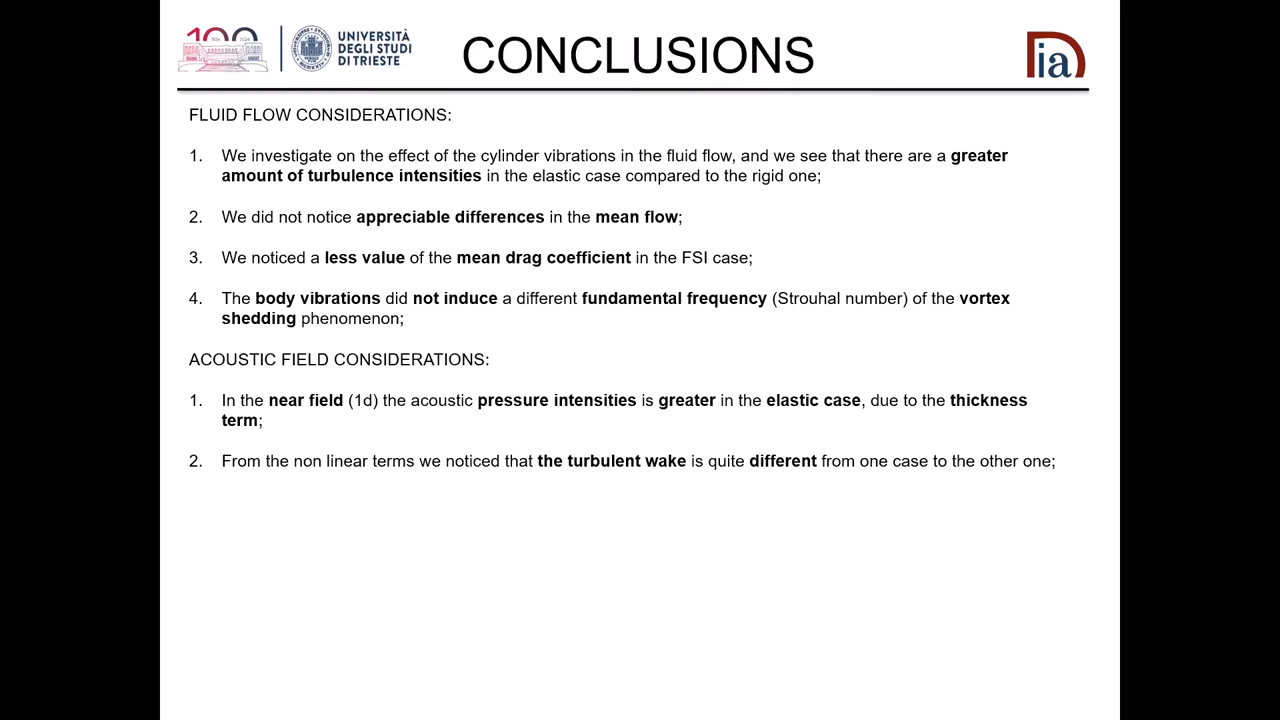 100
UNIVERSITÀ
DEGLI STUDI
DI TRIESTE
CONCLUSIONS
dia
FLUID FLOW CONSIDERATIONS:
1. We investigate on the effect of the cylinder vibrations in the fluid flow, and we see that there are a greater
amount of turbulence intensities in the elastic case compared to the rigid one;
2. We did not notice appreciable differences in the mean flow;
3. We noticed a less value of the mean drag coefficient in the FSI case;
4. The body vibrations did not induce a different fundamental frequency (Strouhal number) of the vortex
shedding phenomenon;
ACOUSTIC FIELD CONSIDERATIONS:
1. In the near field (1d) the acoustic pressure intensities is greater in the elastic case, due to the thickness
term;
2. From the non linear terms we noticed that the turbulent wake is quite different from one case to the other one;